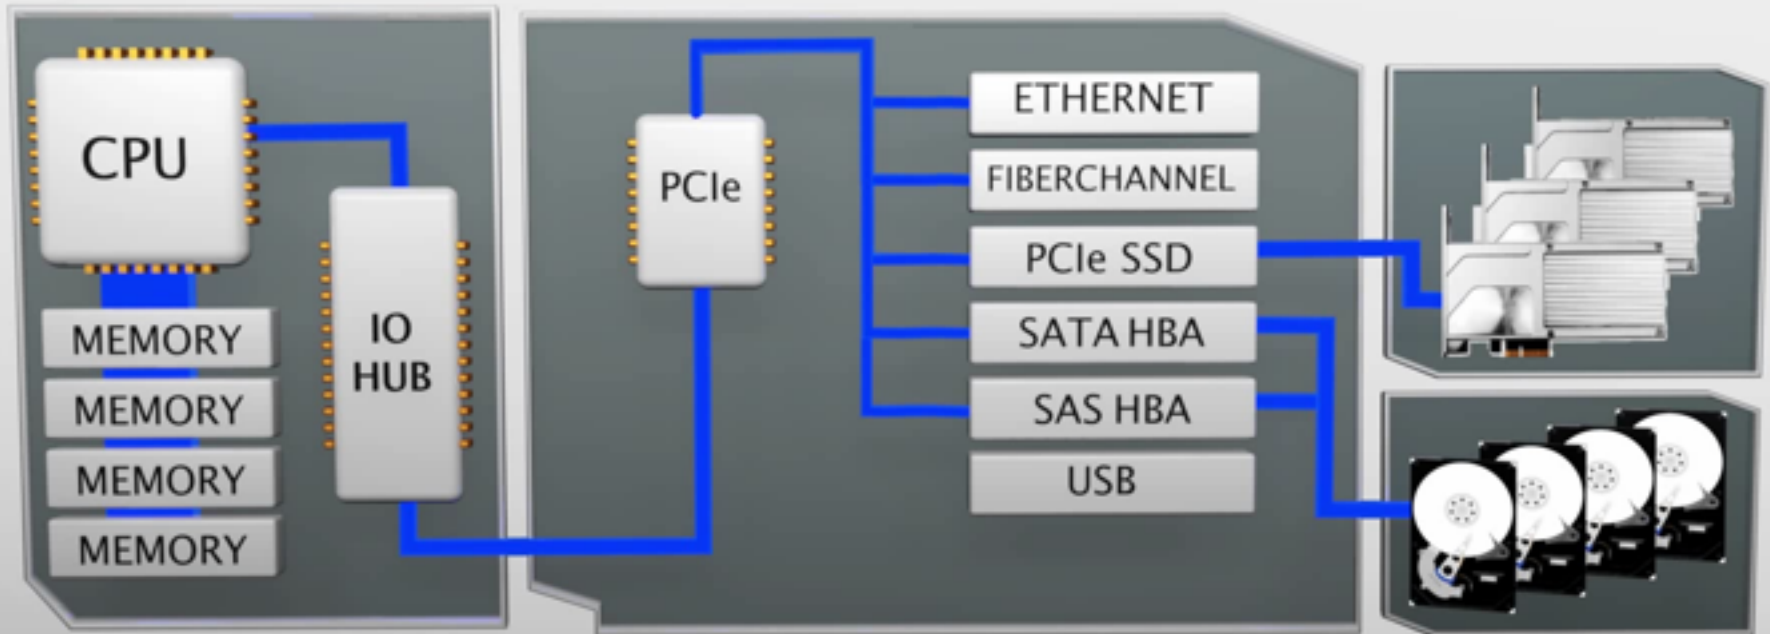 CPU
MEMORY
MEMORY
MEMORY
MEMORY
IO
HUB
PCIe
ETHERNET
FIBERCHANNEL
PCIe SSD
SATA HBA
SAS HBA
USB